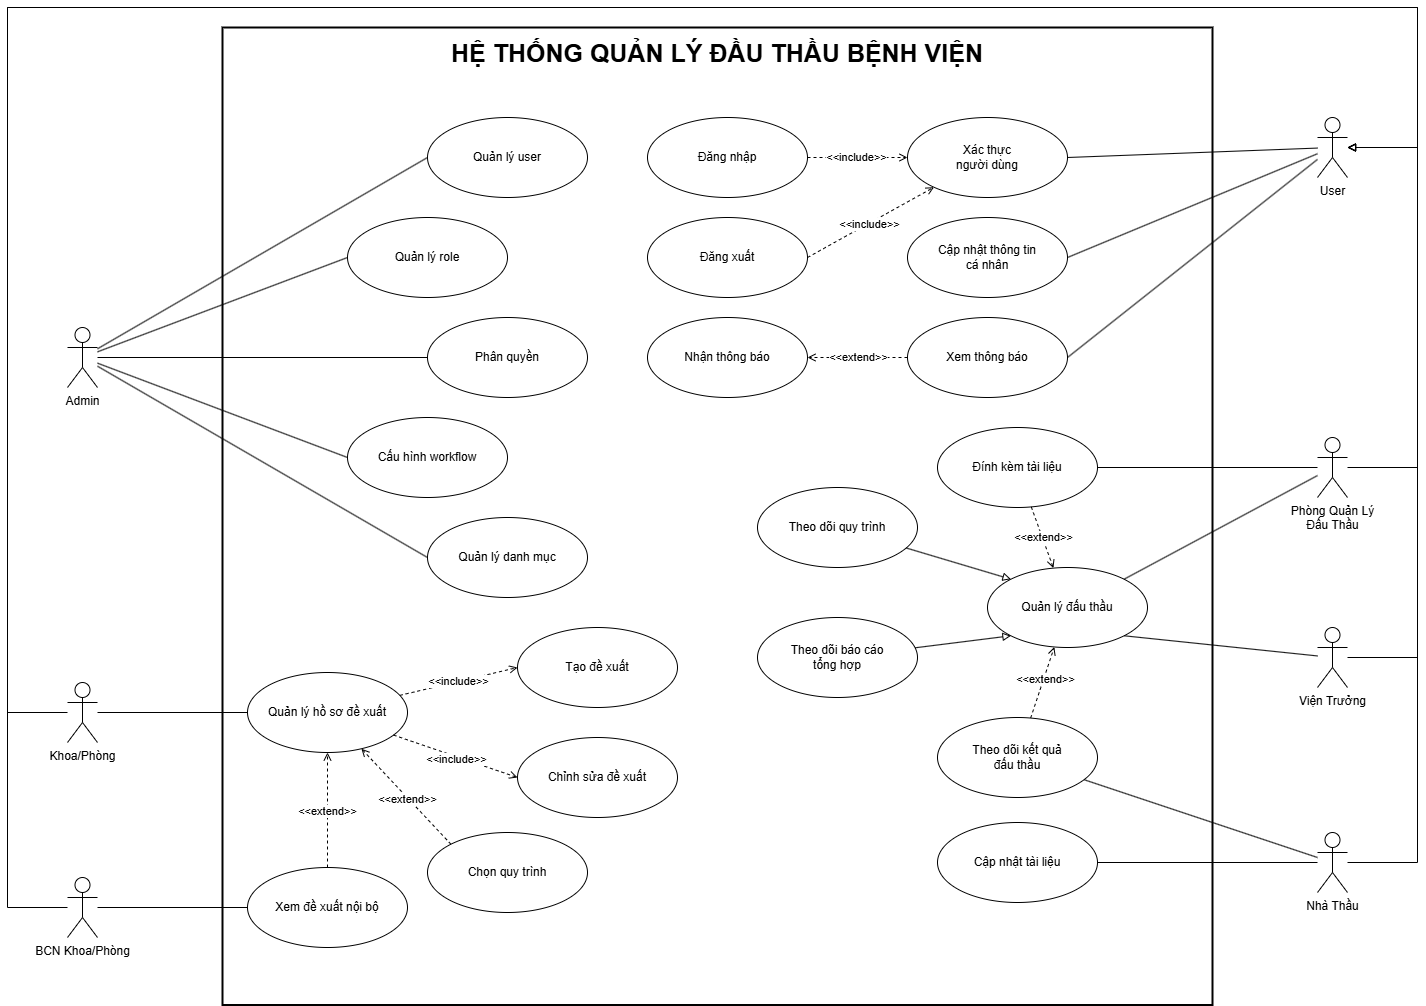 HỆ THỐNG QUẢN LÝ ĐẦU THẦU BỆNH VIỆN
Quản lý user
Đăng nhập
<<include>>
Xác thực
người dùng
User
<<include>>
Quản lý role
Đăng xuất
Cập nhật thông tin
cá nhân
Admin
Phân quyền
Nhận thông báo
<<extend>>
Xem thông báo
Cấu hình workflow
Đính kèm tài liệu
Phòng Quản Lý
Đấu Thầu
Theo dõi quy trình
<<extend>>
Quản lý danh mục
Quản lý đấu thầu
Theo dõi báo cáo
tổng hợp
Tạo đề xuất
<<include>>
<<extend>>
Viện Trưởng
Quản lý hồ sơ đề xuất
Khoa/Phòng
<<include>>
Chỉnh sửa đề xuất
Theo dõi kết quả
đấu thầu
<<extend>>
<<extend>>
Chọn quy trình
Cập nhật tài liệu
Nhà Thầu
Xem đề xuất nội bộ
BCN Khoa/Phòng